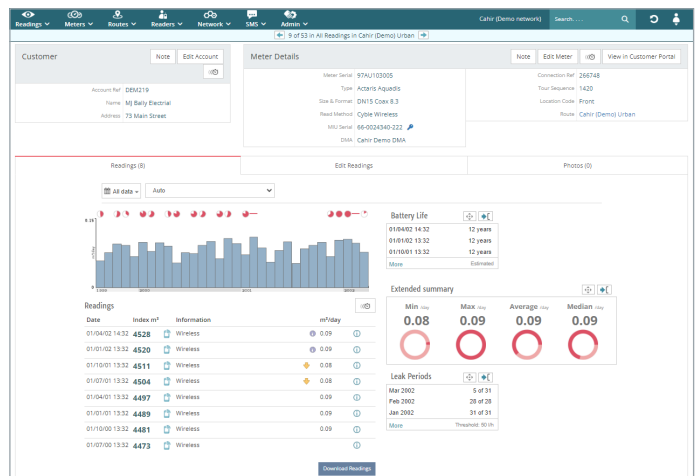 Readings Meters Routes Readers Network SMS Admin Cahir (Demo network) Search.....
9 of 53 in All Readings in Cahir (Demo) Urban
Customer Note Edit Account
Account Ref DEM219
Name MJ Bally Electrial
Address 73 Main Street
Meter Details Note Edit Meter View in Customer Portal
Meter Serial 97AU103005
Type Actaris Aquadis
Size & Format DN15 Coax 8.3
Read Method Cyble Wireless
MIU Serial 66-0024340-222
DMA Cahir Demo DMA
Connection Ref 266748
Tour Sequence 1420
Location Code Front
Route Cahir (Demo) Urban
Readings (8) Edit Readings Photos (0)
All data Auto
m³/day
0
2001
Readings
Date Index m³ Information m³/day
01/04/02 14:32 4528 Wireless 0.09
01/01/02 13:32 4520 Wireless 0.09
01/10/01 13:32 4511 Wireless 0.08
01/07/01 13:32 4504 Wireless 0.08
01/04/01 13:32 4497 Wireless 0.09
01/01/01 13:32 4489 Wireless 0.09
01/10/00 13:32 4481 Wireless 0.09
01/07/00 13:32 4473 Wireless
Download Readings
Battery Life
01/04/02 14:32 12 years
01/01/02 13:32 12 years
01/10/01 13:32 12 years
More Estimated
Extended summary
Min /day Max /day Average /day Median /day
0.08 0.09 0.09 0.09
Leak Periods
Mar 2002 5 of 31
Feb 2002 28 of 28
Jan 2002 31 of 31
More Threshold: 90 l/h